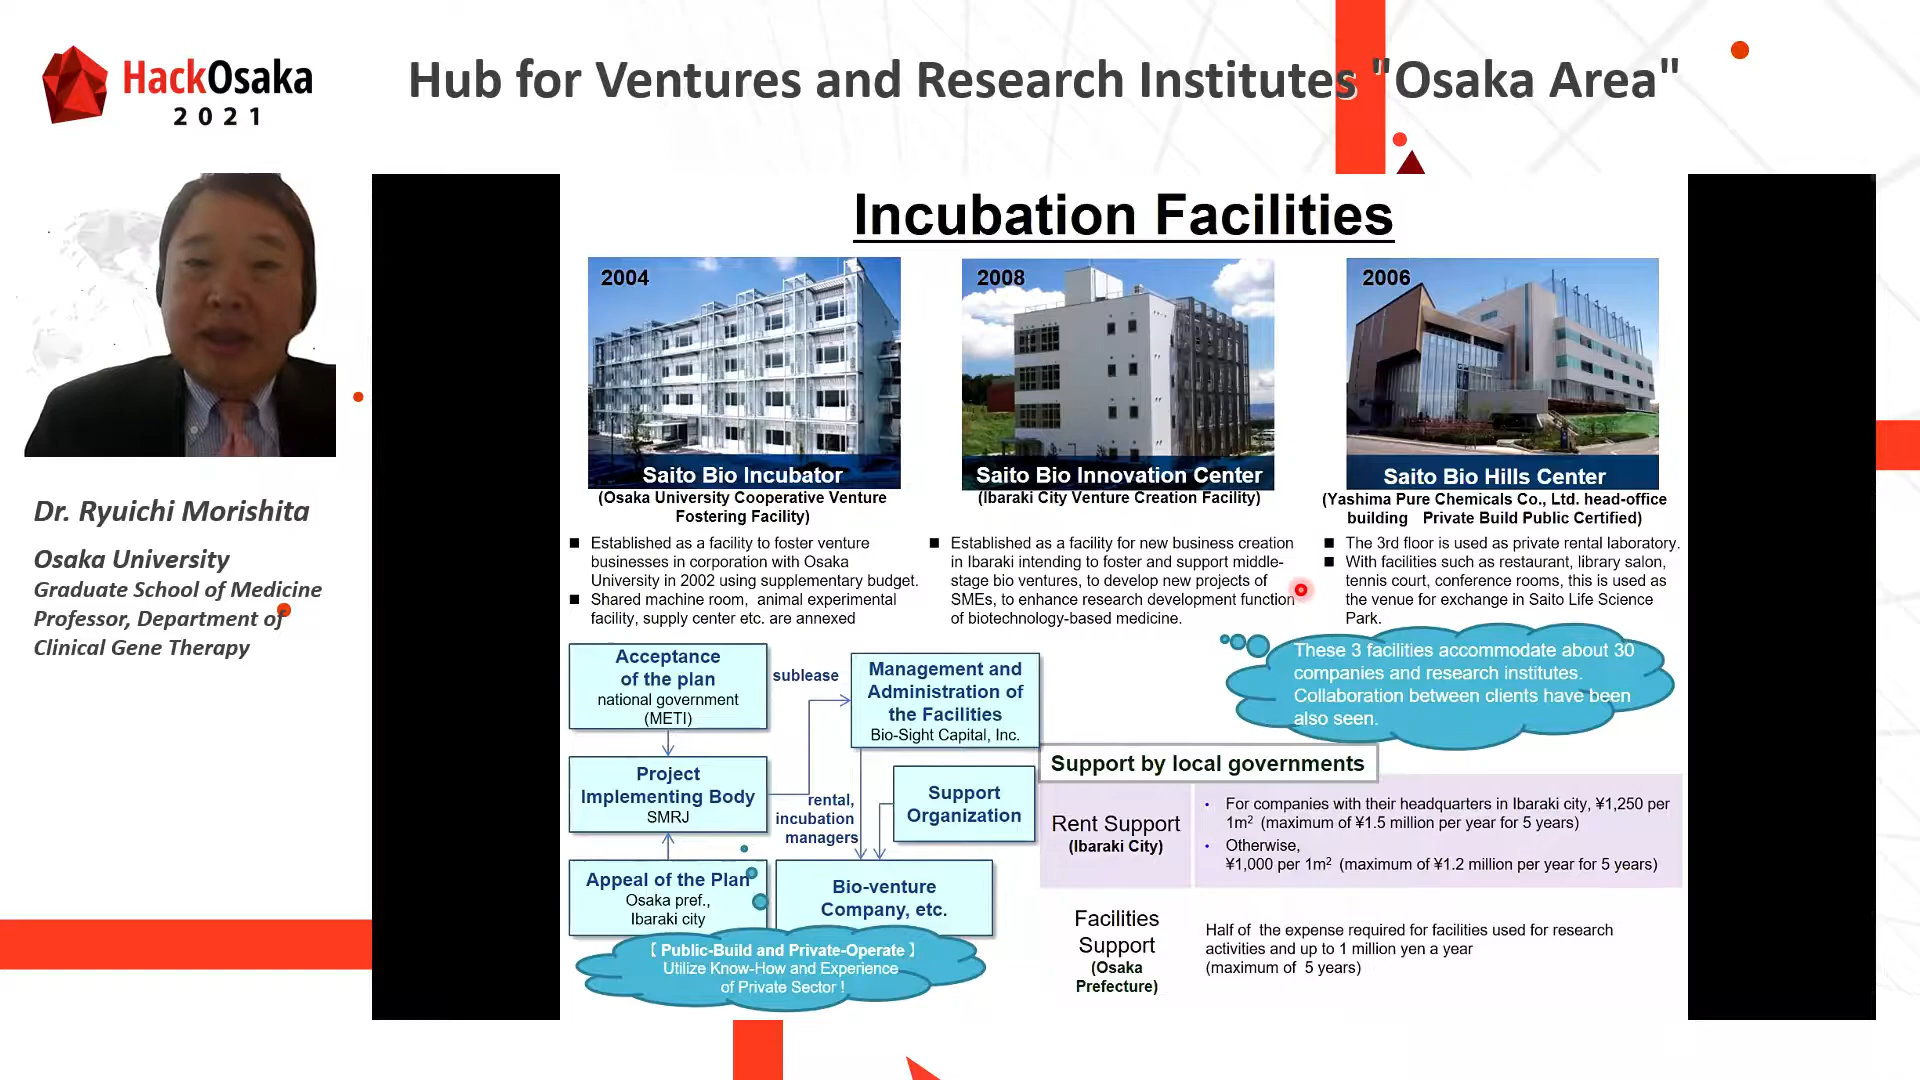 HackOsaka
2021
Hub for Ventures and Research Institutes "Osaka Area"
Dr. Ryuichi Morishita
Osaka University
Graduate School of Medicine
Professor, Department of
Clinical Gene Therapy
Incubation Facilities
2004
Saito Bio Incubator
(Osaka University Cooperative Venture
Fostering Facility)
■ Established as a facility to foster venture
businesses in corporation with Osaka
University in 2002 using supplementary budget.
■ Shared machine room, animal experimental
facility, supply center etc. are annexed
2008
Saito Bio Innovation Center
(Ibaraki City Venture Creation Facility)
■ Established as a facility for new business creation
in Ibaraki intending to foster and support middle-
stage bio ventures, to develop new projects of
SMEs, to enhance research development function
of biotechnology-based medicine.
2006
Saito Bio Hills Center
(Yashima Pure Chemicals Co., Ltd. head-office
building Private Build Public Certified)
■ The 3rd floor is used as private rental laboratory.
■ With facilities such as restaurant, library salon,
tennis court, conference rooms, this is used as
the venue for exchange in Saito Life Science
Park.
These 3 facilities accommodate about 30
companies and research institutes.
Collaboration between clients have been
also seen.
Acceptance
of the plan
national government
(METI)
sublease
Management and
Administration of
the Facilities
Bio-Sight Capital, Inc.
Project
Implementing Body
SMRJ
rental,
incubation
managers
Support
Organization
Appeal of the Plan
Osaka pref.,
Ibaraki city
Bio-venture
Company, etc.
【 Public-Build and Private-Operate 】
Utilize Know-How and Experience
of Private Sector !
Support by local governments
Rent Support
(Ibaraki City)
• For companies with their headquarters in Ibaraki city, ¥1,250 per
1m² (maximum of ¥1.5 million per year for 5 years)
• Otherwise,
¥1,000 per 1m² (maximum of ¥1.2 million per year for 5 years)
Facilities
Support
(Osaka
Prefecture)
Half of the expense required for facilities used for research
activities and up to 1 million yen a year
(maximum of 5 years)